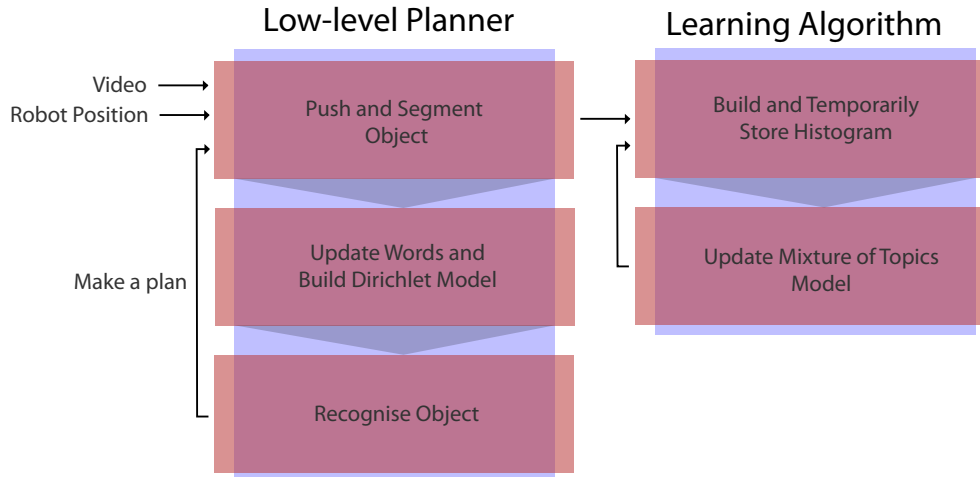 Low-level Planner
Learning Algorithm
Video
Robot Position
Push and Segment
Object
Build and Temporarily
Store Histogram
Make a plan
Update Words and
Build Dirichlet Model
Update Mixture of Topics
Model
Recognise Object